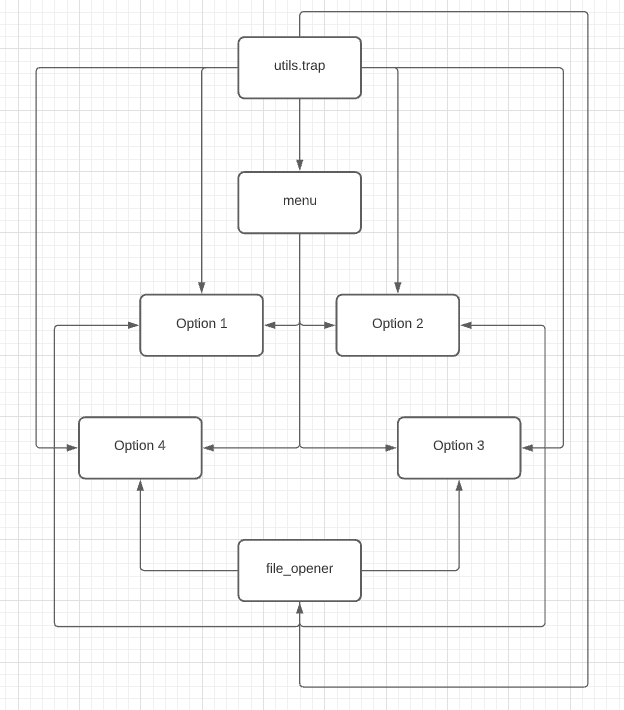 utils.trap
menu
Option 1
Option 2
Option 4
Option 3
file_opener